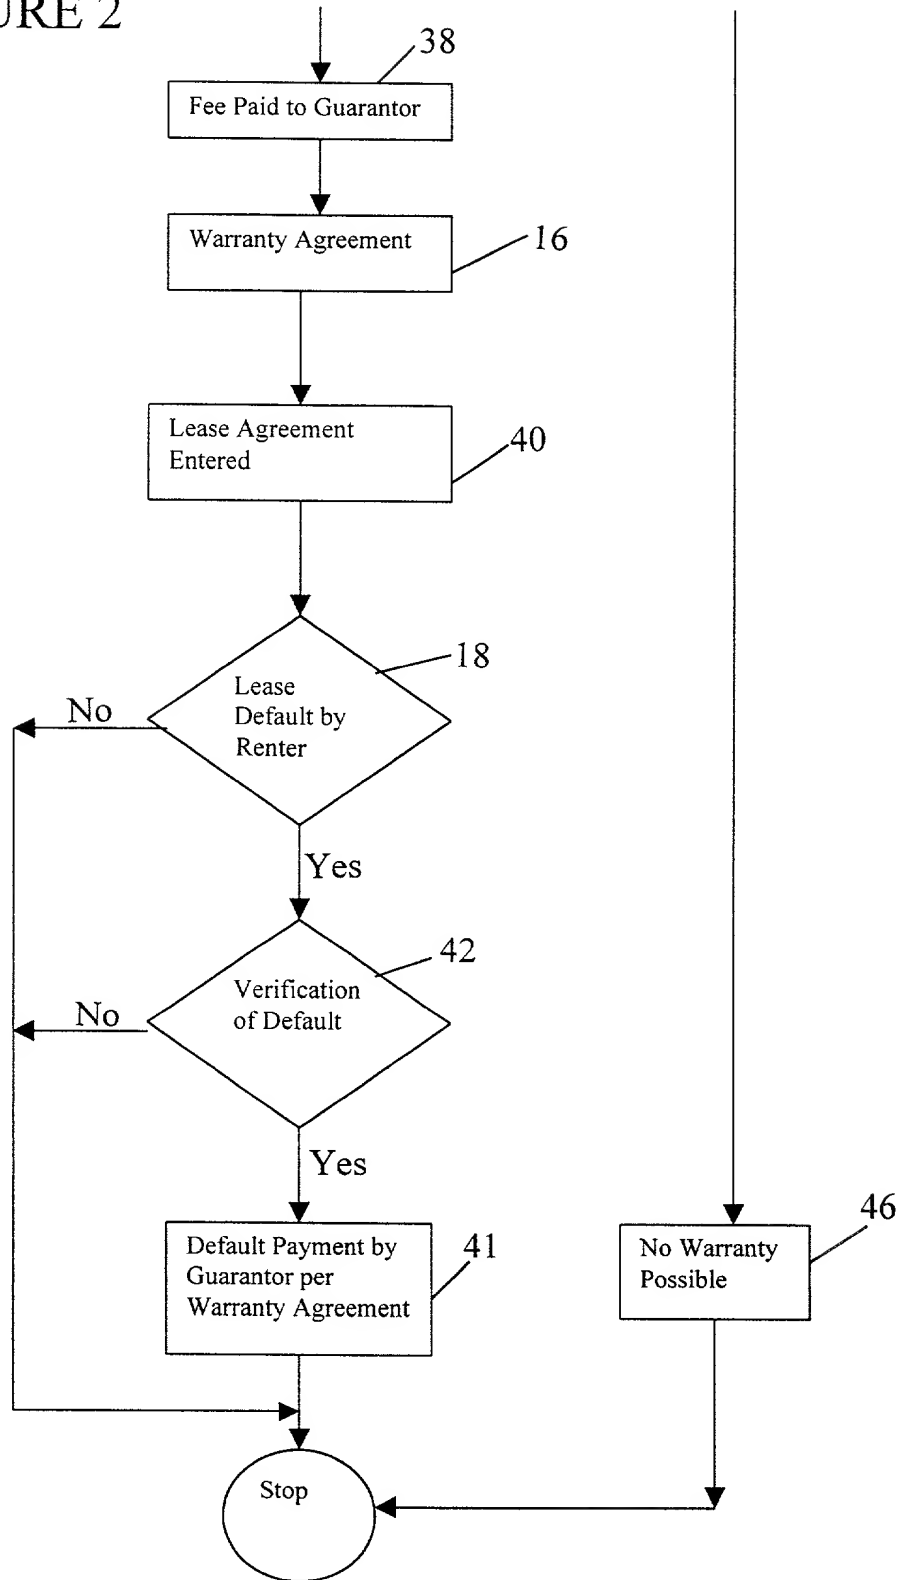 URE 2
38
Fee Paid to Guarantor
Warranty Agreement
16
Lease Agreement
Entered
40
18
Lease
Default by
Renter
No
Yes
42
Verification
of Default
No
Yes
Default Payment by
Guarantor per
Warranty Agreement
41
46
No Warranty
Possible
Stop